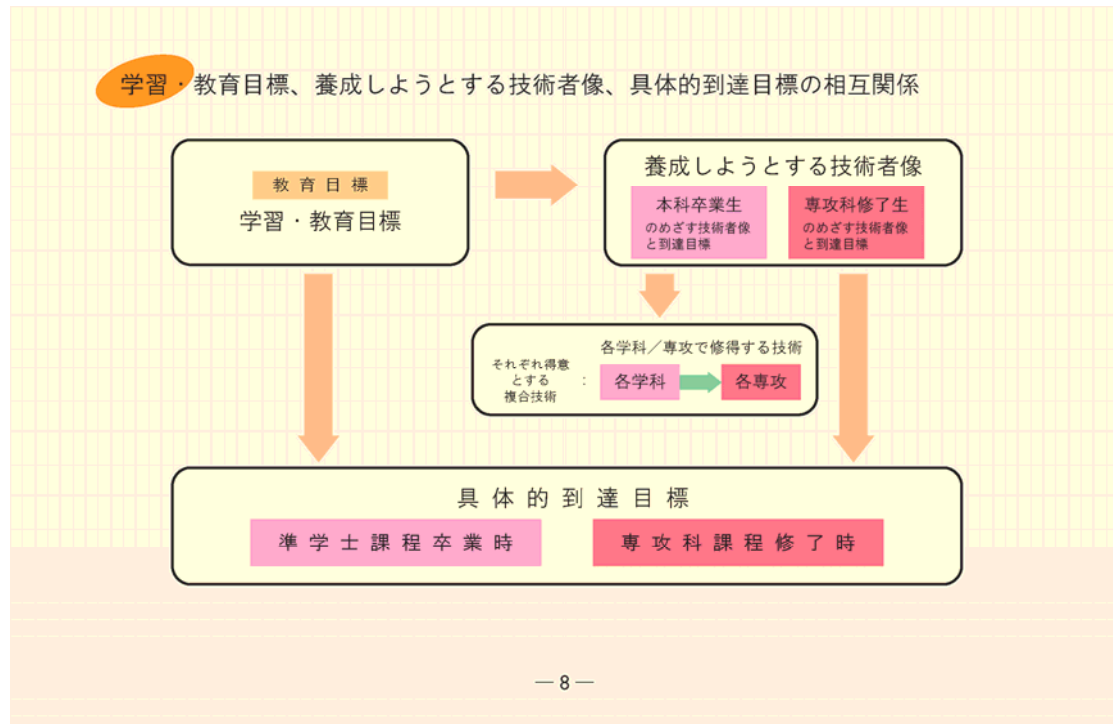 学習・教育目標、養成しようとする技術者像、具体的到達目標の相互関係
教育目標
学習・教育目標
養成しようとする技術者像
本科卒業生
のめざす技術者像
と到達目標
専攻科修了生
のめざす技術者像
と到達目標
各学科／専攻で修得する技術
それぞれ得意
とする
複合技術
：
各学科
各専攻
具体的到達目標
準学士課程卒業時
専攻科課程修了時
― 8 ―